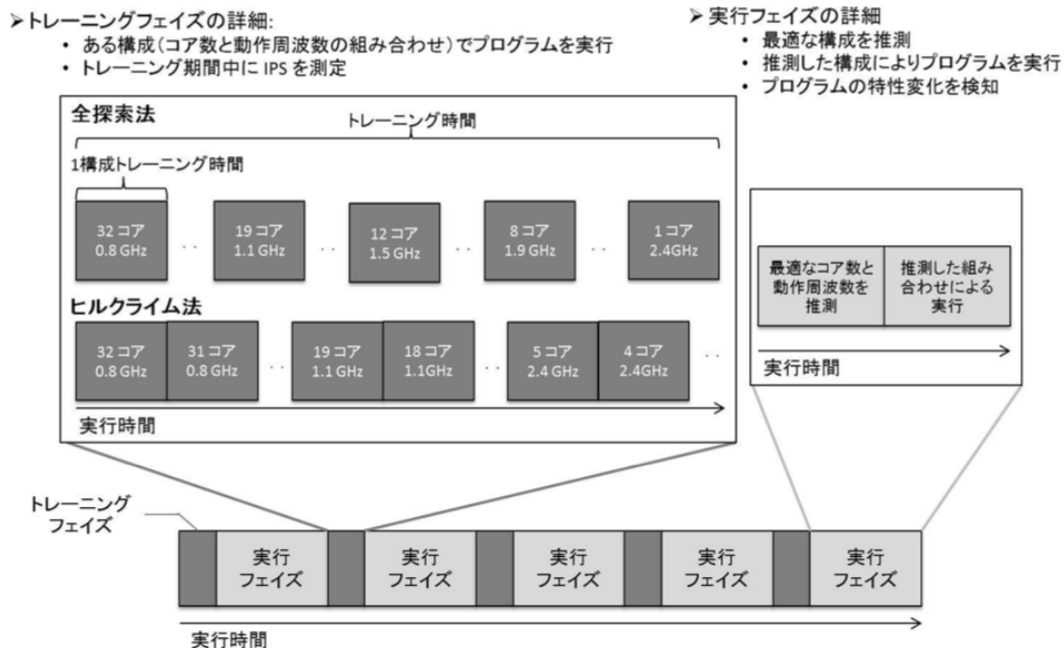 ➤トレーニングフェイズの詳細:
• ある構成(コア数と動作周波数の組み合わせ)でプログラムを実行
• トレーニング期間中に IPS を測定
➤実行フェイズの詳細
• 最適な構成を推測
• 推測した構成によりプログラムを実行
• プログラムの特性変化を検知
全探索法
トレーニング時間
1構成トレーニング時間
32 コア
0.8 GHz
. .
19 コア
1.1 GHz
. .
12 コア
1.5 GHz
. .
8 コア
1.9 GHz
. .
1 コア
2.4GHz
ヒルクライム法
32 コア
0.8 GHz
31 コア
0.8 GHz
. .
19 コア
1.1 GHz
18 コア
1.1GHz
. .
5 コア
2.4 GHz
4 コア
2.4GHz
. .
実行時間
最適なコア数と
動作周波数を
推測
推測した組み
合わせによる
実行
実行時間
トレーニング
フェイズ
実行
フェイズ
実行
フェイズ
実行
フェイズ
実行
フェイズ
実行
フェイズ
実行時間